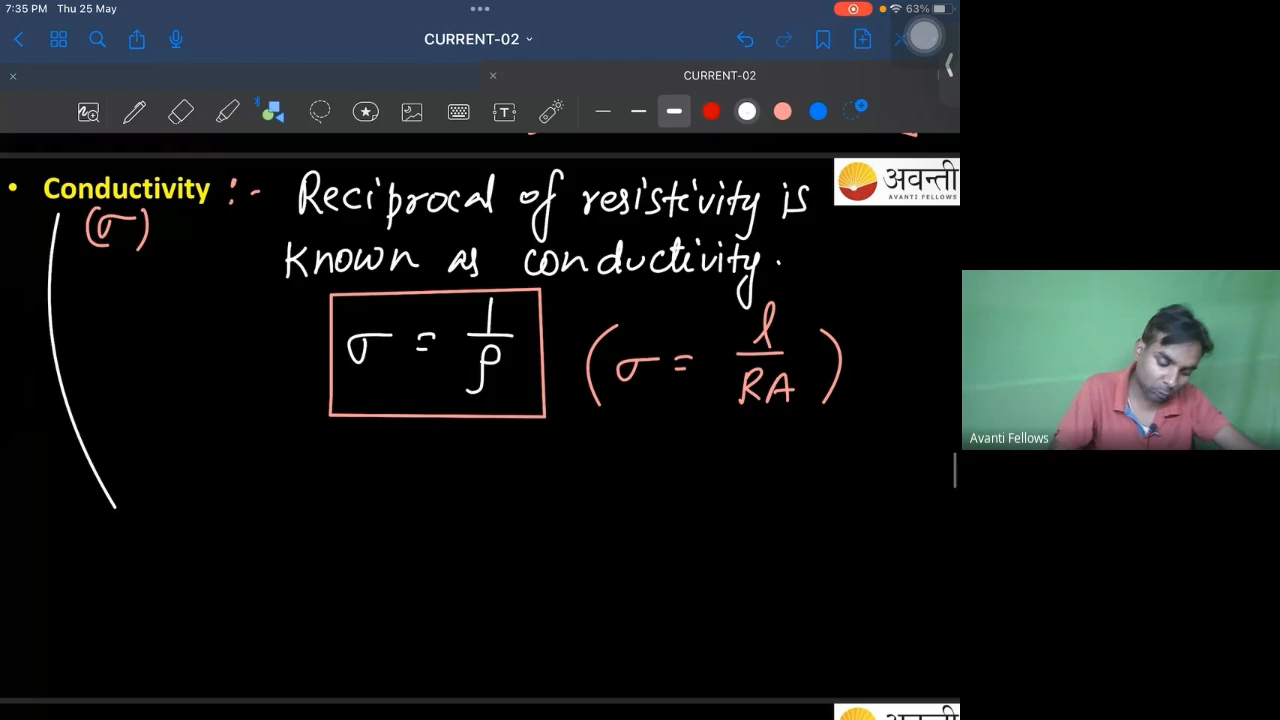 7:35 PM Thu 25 May
63%
CURRENT-02
CURRENT-02
• Conductivity :- Reciprocal of resistivity is
(σ)
known as conductivity.
σ = 1/ρ (σ = l/RA)
अवन्ती
AVANTI FELLOWS
Avanti Fellows
अवन्ती